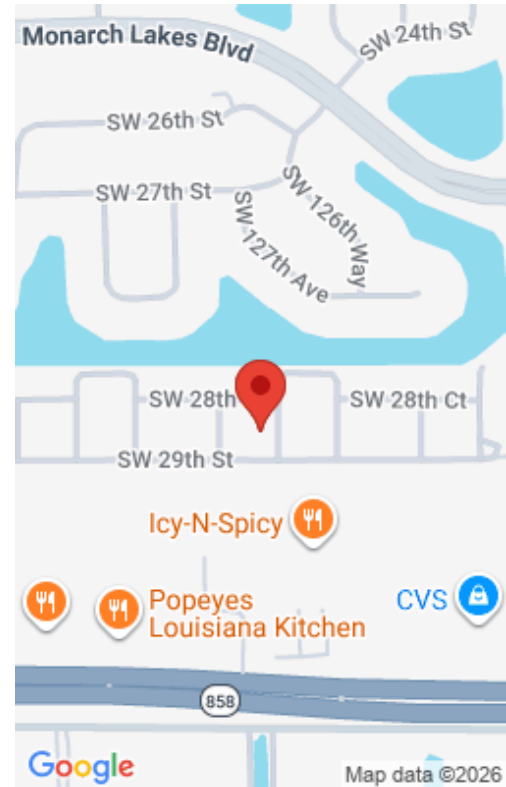 Monarch Lakes Blvd
SW 24th St
SW 26th St
SW 27th St
SW 126th Way
SW 127th Ave
SW 28th
SW 28th Ct
SW 29th St
Icy-N-Spicy
Popeyes
Louisiana Kitchen
CVS
858
Google
Map data ©2026